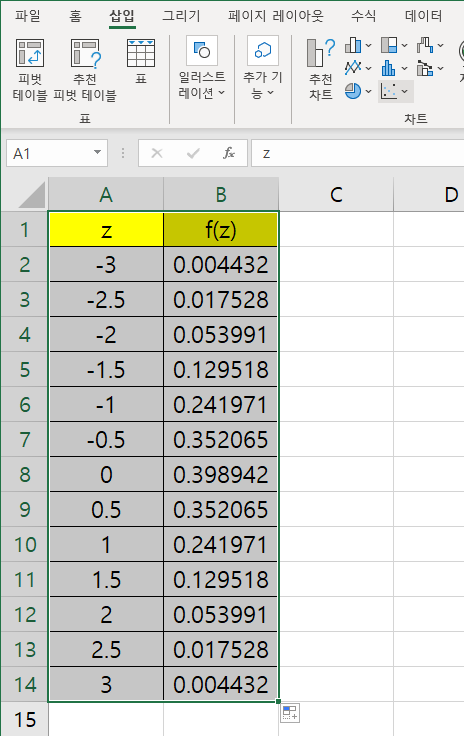 파일 홈 삽입 그리기 페이지 레이아웃 수식 데이터
피벗 테이블
추천 피벗 테이블
표
일러스트레이션
추가 기능
추천 차트
표
차트
A1 fx z
A B C D
1 z f(z)
2 -3 0.004432
3 -2.5 0.017528
4 -2 0.053991
5 -1.5 0.129518
6 -1 0.241971
7 -0.5 0.352065
8 0 0.398942
9 0.5 0.352065
10 1 0.241971
11 1.5 0.129518
12 2 0.053991
13 2.5 0.017528
14 3 0.004432
15